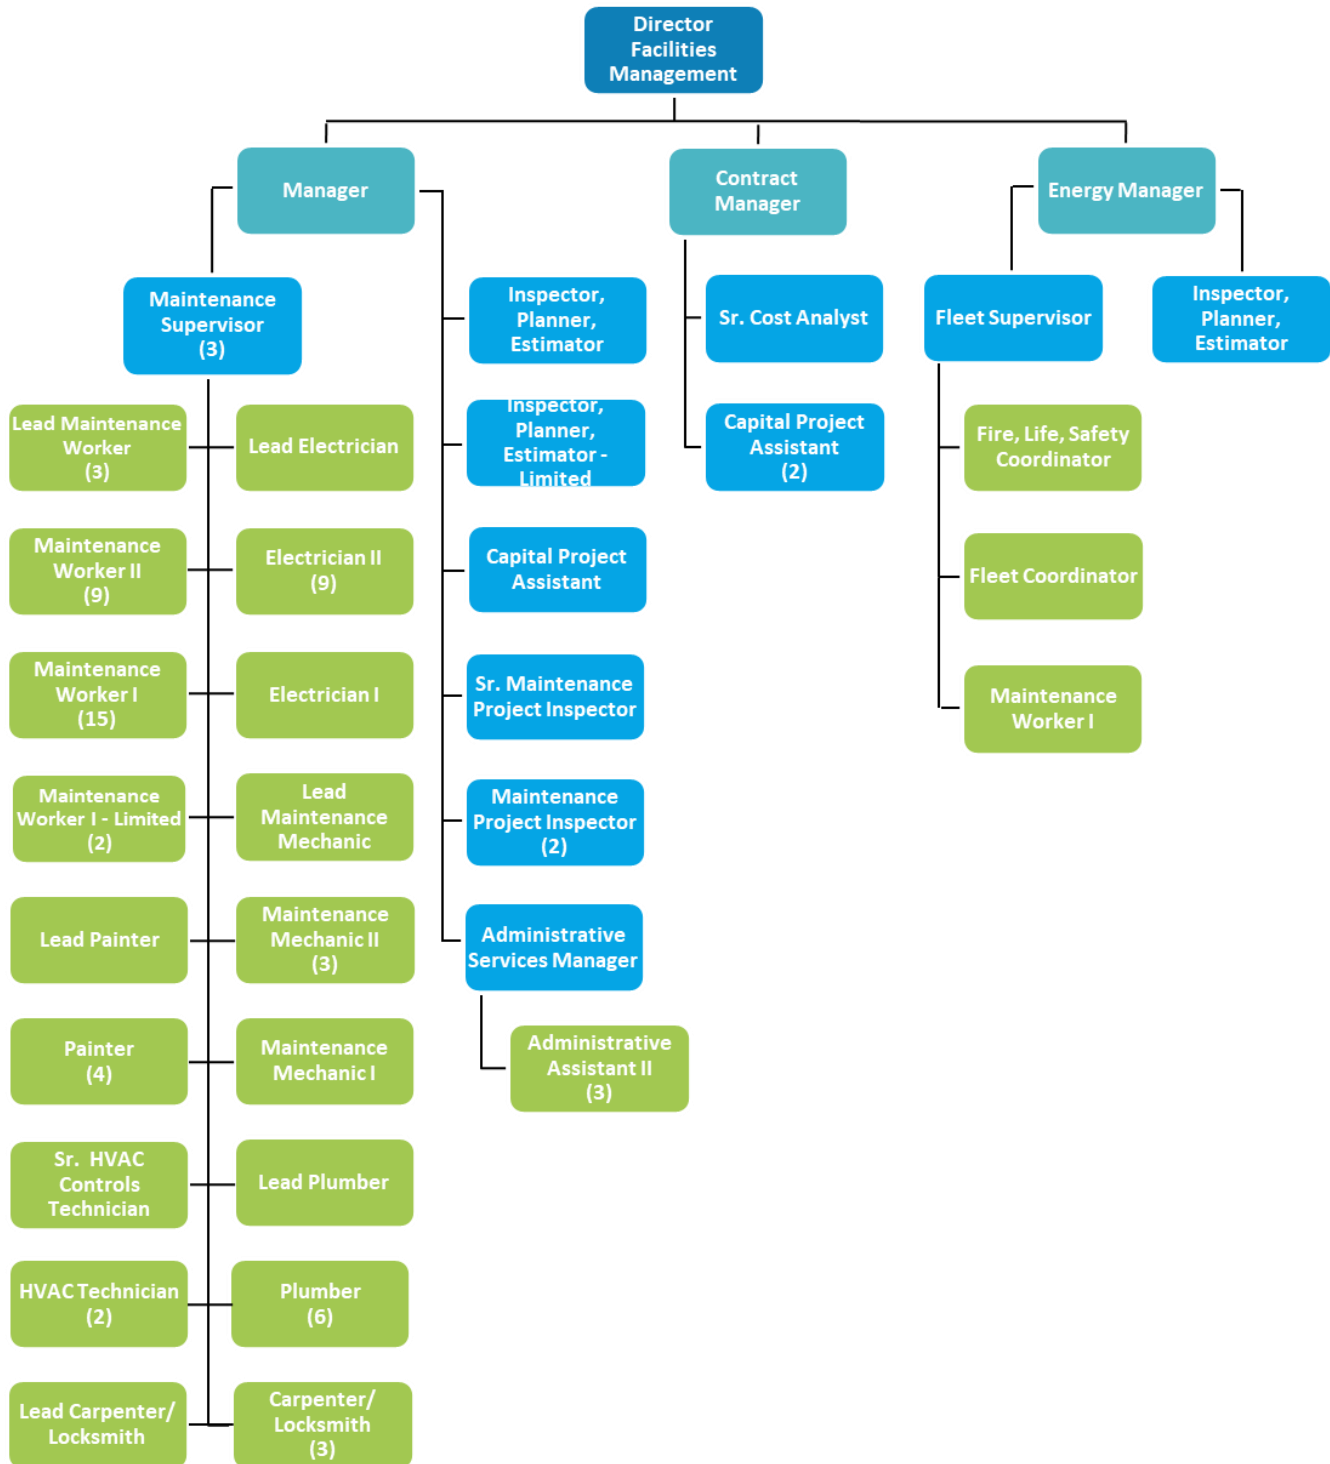 Director
Facilities
Management
Manager
Contract
Manager
Energy Manager
Maintenance
Supervisor
(3)
Inspector,
Planner,
Estimator
Sr. Cost Analyst
Fleet Supervisor
Inspector,
Planner,
Estimator
Lead Maintenance
Worker
(3)
Lead Electrician
Inspector,
Planner,
Estimator -
Limited
Capital Project
Assistant
(2)
Fire, Life, Safety
Coordinator
Maintenance
Worker II
(9)
Electrician II
(9)
Capital Project
Assistant
Fleet Coordinator
Maintenance
Worker I
(15)
Electrician I
Sr. Maintenance
Project Inspector
Maintenance
Worker I
Maintenance
Worker I - Limited
(2)
Lead
Maintenance
Mechanic
Maintenance
Project Inspector
(2)
Lead Painter
Maintenance
Mechanic II
(3)
Administrative
Services Manager
Painter
(4)
Maintenance
Mechanic I
Administrative
Assistant II
(3)
Sr. HVAC
Controls
Technician
Lead Plumber
HVAC Technician
(2)
Plumber
(6)
Lead Carpenter/
Locksmith
Carpenter/
Locksmith
(3)